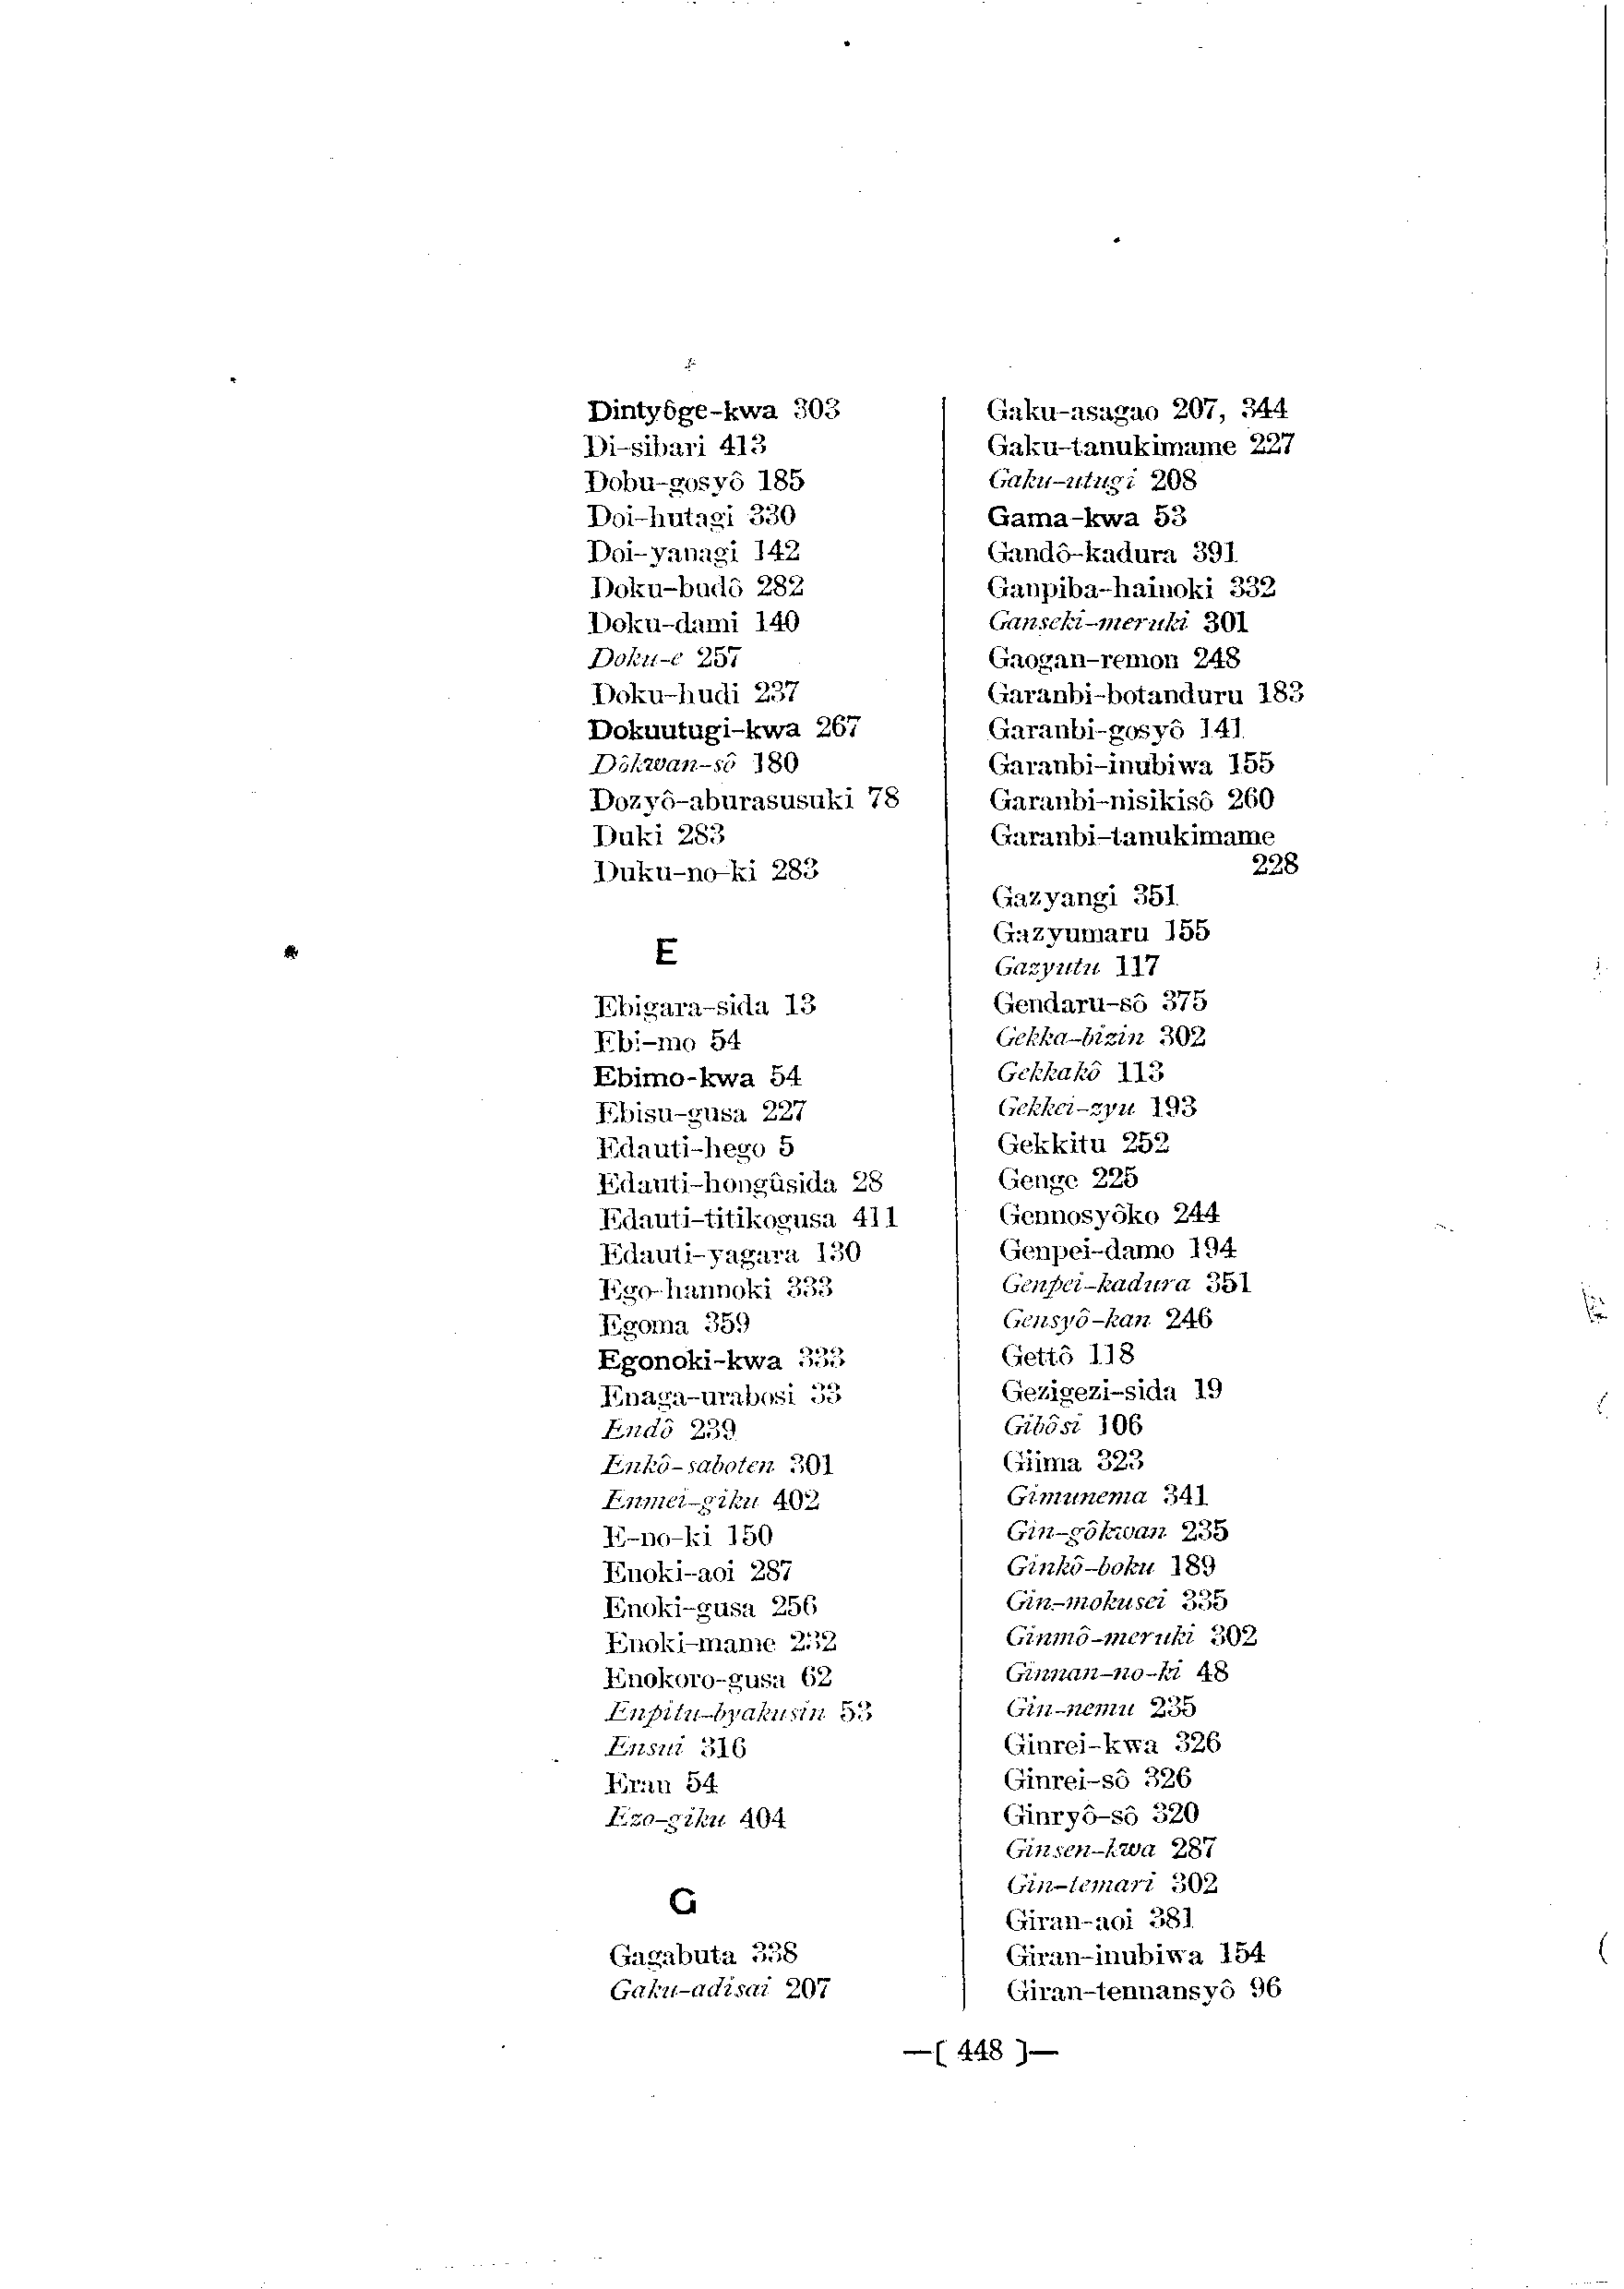 Dintyôge-kwa 303
Di-sibari 413
Dobu-gosyô 185
Doi-hutagi 330
Doi-yanagi 142
Doku-budô 282
Doku-dami 140
Doku-e 257
Doku-hudi 237
Dokuutugi-kwa 267
Dôkwan-sô 180
Dozyô-aburasusuki 78
Duki 283
Duku-no-ki 283
E
Ebigara-sida 13
Ebi-mo 54
Ebimo-kwa 54
Ebisu-gusa 227
Edauti-hego 5
Edauti-hongûsida 28
Edauti-titikogusa 411
Edauti-yagara 130
Ego-hannoki 333
Egoma 359
Egonoki-kwa 333
Enaga-urabosi 33
Endô 239
Enkô-saboten 301
Enmei-giku 402
E-no-ki 150
Enoki-aoi 287
Enoki-gusa 256
Enoki-mame 232
Enokoro-gusa 62
Enpitu-byakusin 53
Ensui 316
Eran 54
Ezo-giku 404
G
Gagabuta 338
Gaku-adisai 207
Gaku-asagao 207, 344
Gaku-tanukimame 227
Gaku-utugi 208
Gama-kwa 53
Gandô-kadura 391
Ganpiba-hainoki 332
Ganseki-meruki 301
Gaogan-remon 248
Garanbi-botanduru 183
Garanbi-gosyô 141
Garanbi-inubiwa 155
Garanbi-nisikisô 260
Garanbi-tanukimame
228
Gazyangi 351
Gazyumaru 155
Gazyutu 117
Gendaru-sô 375
Gekka-bizin 302
Gekkakô 113
Gekkei-zyu 193
Gekkitu 252
Genge 225
Gennosyôko 244
Genpei-damo 194
Genpei-kadura 351
Gensyô-kan 246
Gettô 118
Gezigezi-sida 19
Gibôsi 106
Giima 323
Gimunema 341
Gin-gôkwan 235
Ginkô-boku 189
Gin-mokusei 335
Ginmô-meruki 302
Ginnan-no-ki 48
Gin-nemu 235
Ginrei-kwa 326
Ginrei-sô 326
Ginryô-sô 320
Ginsen-kwa 287
Gin-temari 302
Giran-aoi 381
Giran-inubiwa 154
Giran-tennansyô 96
—( 448 )—